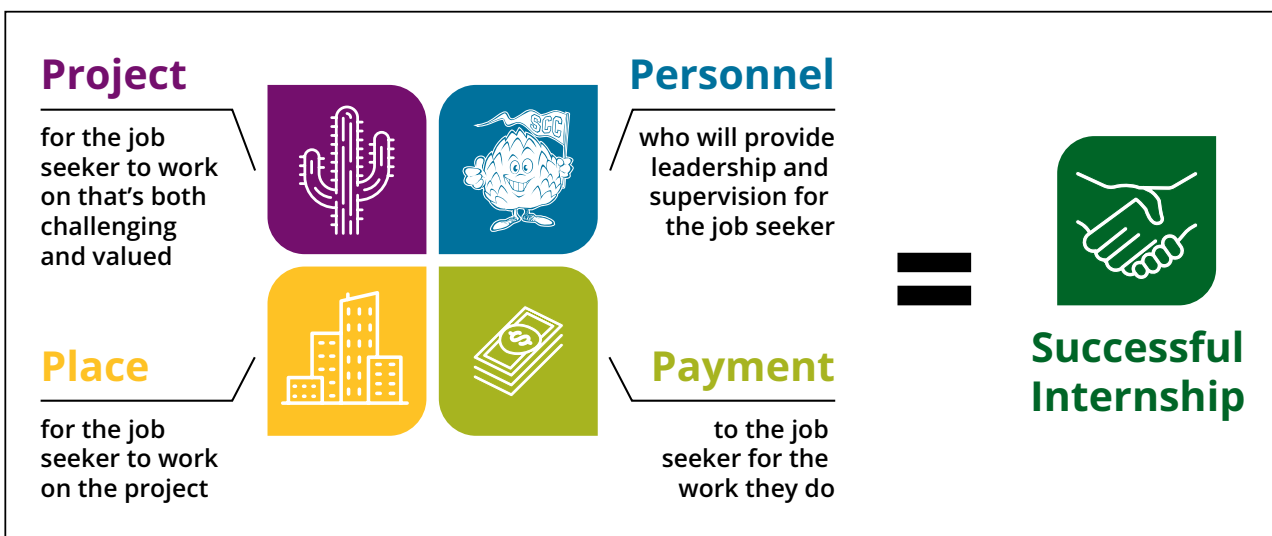 Project
for the job
seeker to work
on that's both
challenging
and valued
SCC
Personnel
who will provide
leadership and
supervision for
the job seeker
Place
for the job
seeker to work
on the project
$
Payment
to the job
seeker for the
work they do
=
Successful
Internship